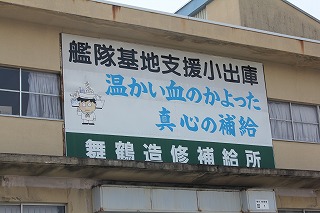 艦隊基地支援小出庫
温かい血のかよった
真心の補給
舞鶴造修補給所